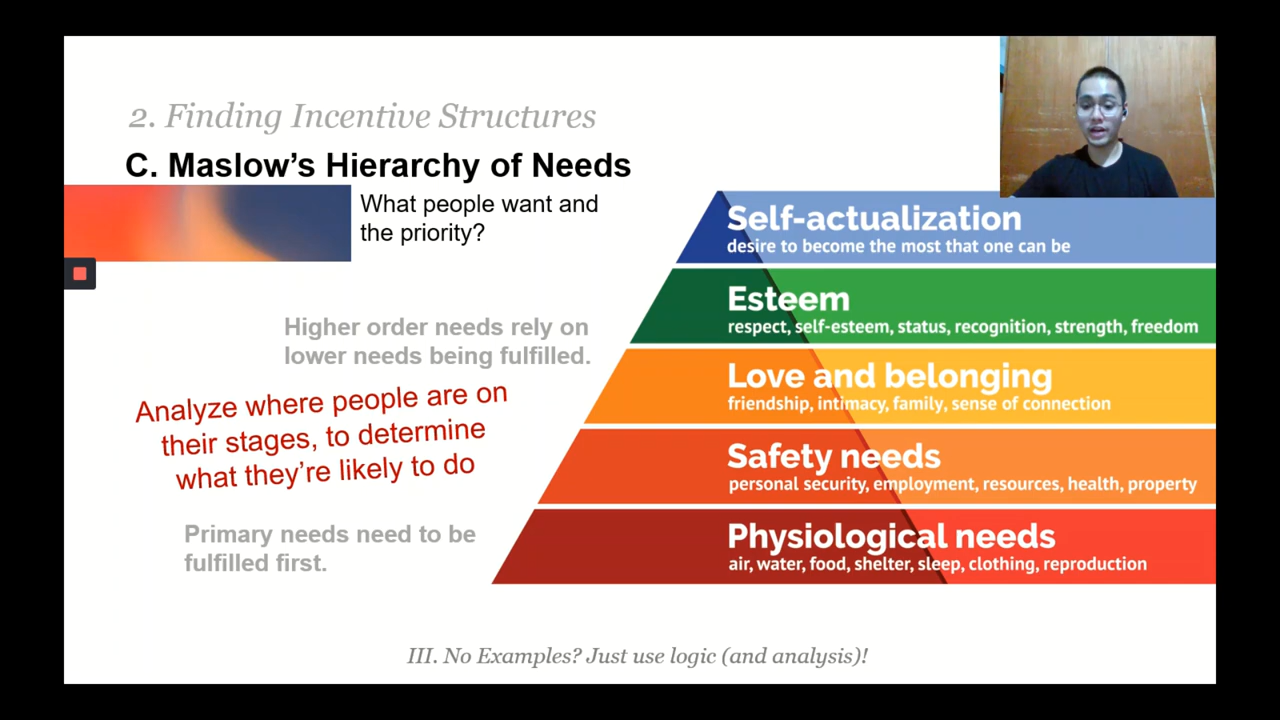 2. Finding Incentive Structures
C. Maslow's Hierarchy of Needs
What people want and
the priority?
Higher order needs rely on
lower needs being fulfilled.
Analyze where people are on
their stages, to determine
what they're likely to do
Primary needs need to be
fulfilled first.
Self-actualization
desire to become the most that one can be
Esteem
respect, self-esteem, status, recognition, strength, freedom
Love and belonging
friendship, intimacy, family, sense of connection
Safety needs
personal security, employment, resources, health, property
Physiological needs
air, water, food, shelter, sleep, clothing, reproduction
III. No Examples? Just use logic (and analysis)!